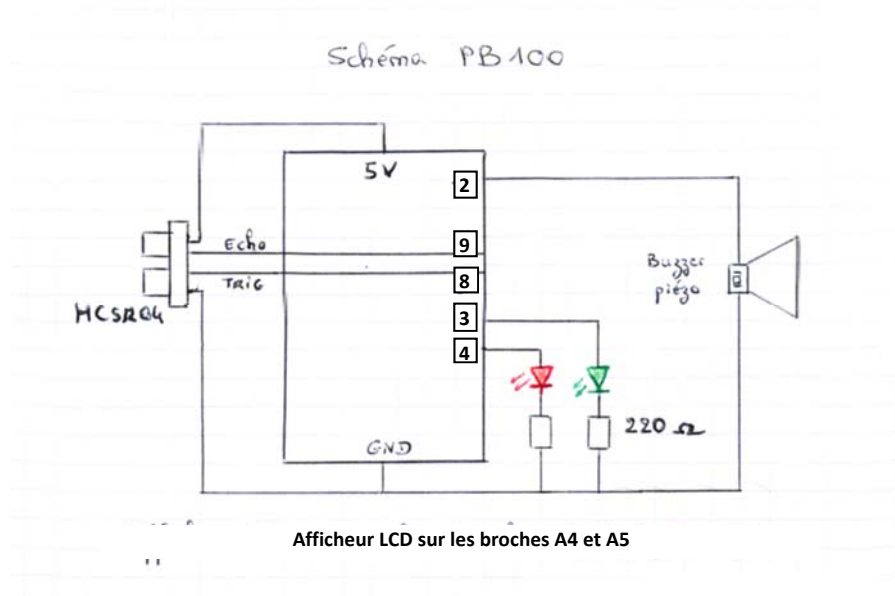 Schéma PB100
5V
2
Echo
9
TRIG
8
HCSR04
3
4
Buzzer
piézo
220 Ω
GND
Afficheur LCD sur les broches A4 et A5